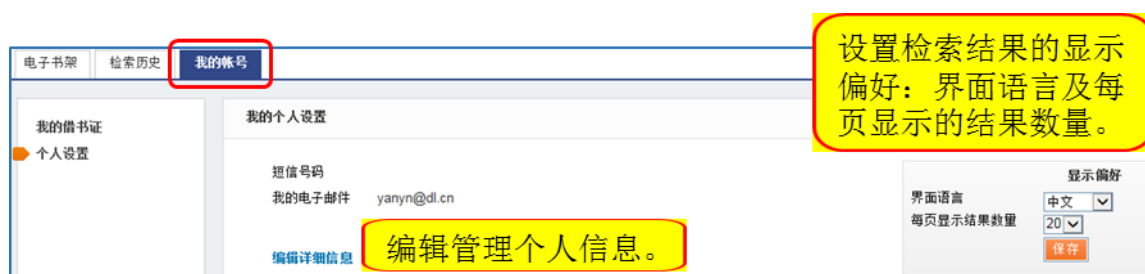 电子书架 检索历史 我的帐号
设置检索结果的显示
偏好：界面语言及每
页显示的结果数量。
我的借书证
个人设置
我的个人设置
短信号码
我的电子邮件 yanyn@dl.cn
编辑详细信息
编辑管理个人信息。
显示偏好
界面语言 中文
每页显示结果数量 20
保存